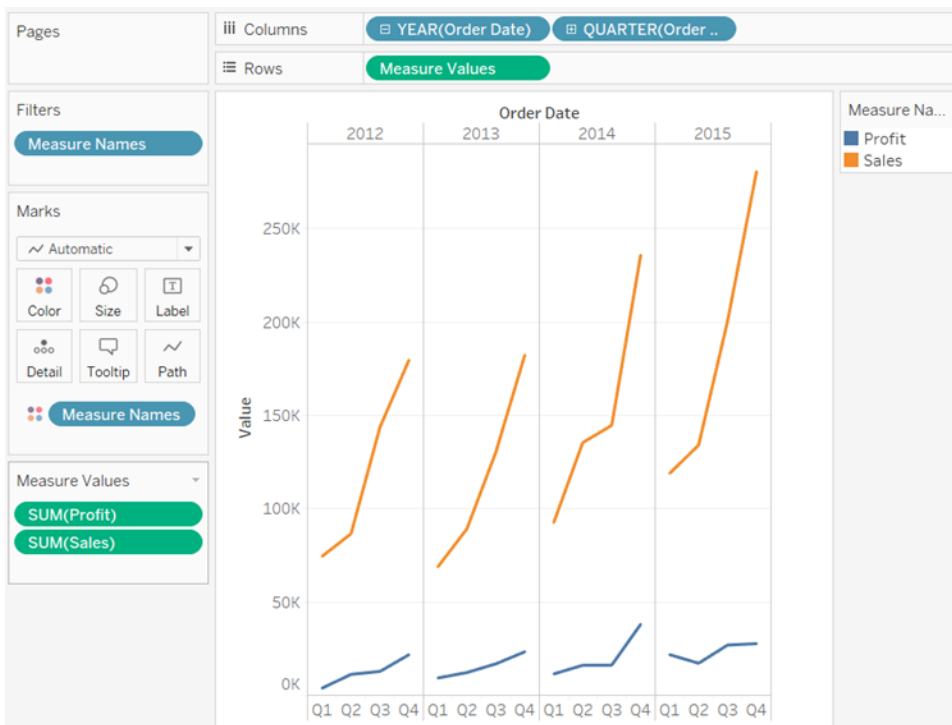 Pages
Columns
YEAR(Order Date)
QUARTER(Order ..
Rows
Measure Values
Filters
Measure Names
Marks
Automatic
Color
Size
Label
Detail
Tooltip
Path
Measure Names
Measure Values
SUM(Profit)
SUM(Sales)
Order Date
2012 2013 2014 2015
Value
250K
200K
150K
100K
50K
0K
Q1 Q2 Q3 Q4 Q1 Q2 Q3 Q4 Q1 Q2 Q3 Q4 Q1 Q2 Q3 Q4
Measure Na...
Profit
Sales